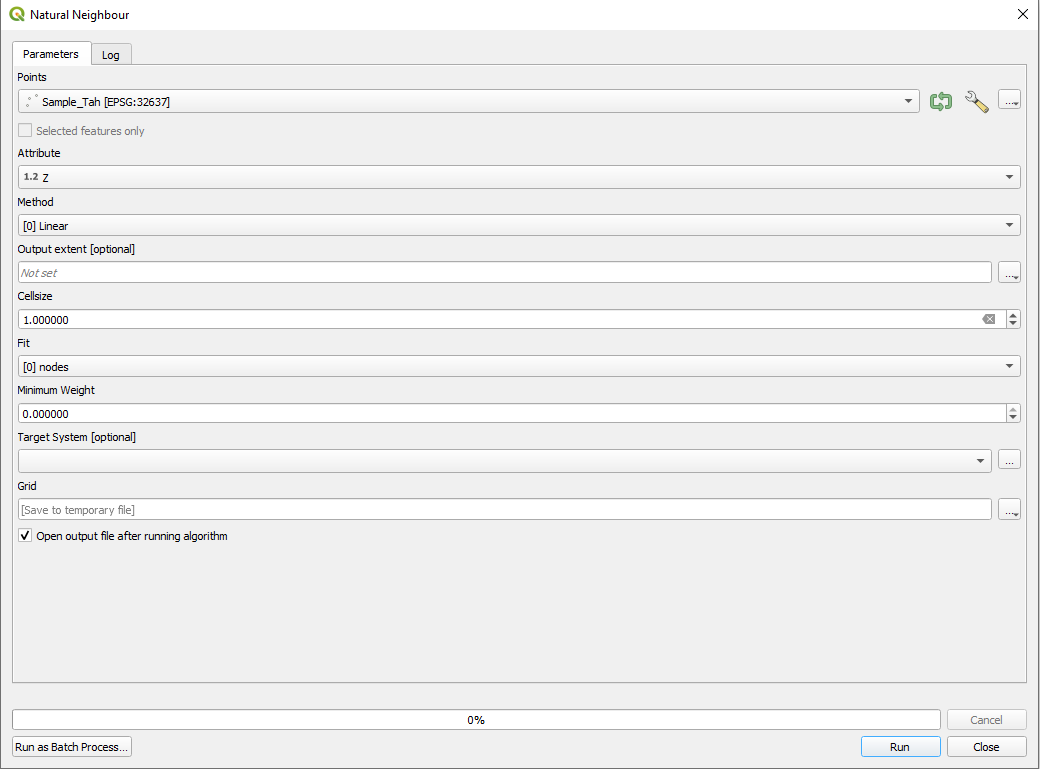 Natural Neighbour
Parameters
Log
Points
Sample_Tah [EPSG:32637]
...
Selected features only
Attribute
1.2 Z
Method
[0] Linear
Output extent [optional]
Not set
...
Cellsize
1.000000
Fit
[0] nodes
Minimum Weight
0.000000
Target System [optional]
...
Grid
[Save to temporary file]
...
Open output file after running algorithm
0%
Cancel
Run as Batch Process...
Run
Close